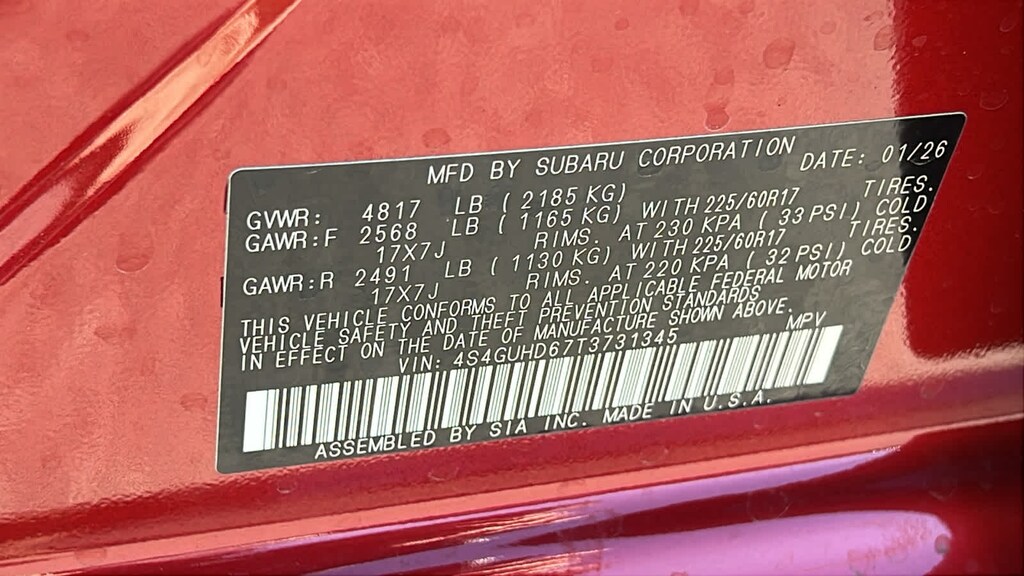 MFD BY SUBARU CORPORATION DATE: 01/26
GVWR: 4817 LB ( 2185 KG)
GAWR:F 2568 LB ( 1165 KG) WITH 225/60R17 TIRES.
17X7J RIMS. AT 230 KPA ( 33 PSI) COLD
GAWR:R 2491 LB ( 1130 KG) WITH 225/60R17 TIRES.
17X7J RIMS. AT 220 KPA ( 32 PSI) COLD
THIS VEHICLE CONFORMS TO ALL APPLICABLE FEDERAL MOTOR
VEHICLE SAFETY AND THEFT PREVENTION STANDARDS
IN EFFECT ON THE DATE OF MANUFACTURE SHOWN ABOVE.
VIN: 4S4GUHD67T3731345 MPV
ASSEMBLED BY SIA INC. MADE IN U.S.A.